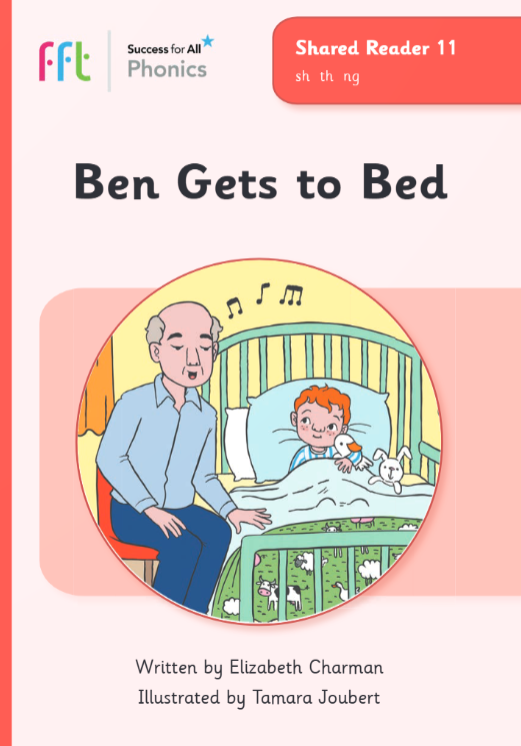 fft
Success for All
Phonics
Shared Reader 11
sh th ng
Ben Gets to Bed
Written by Elizabeth Charman
Illustrated by Tamara Joubert